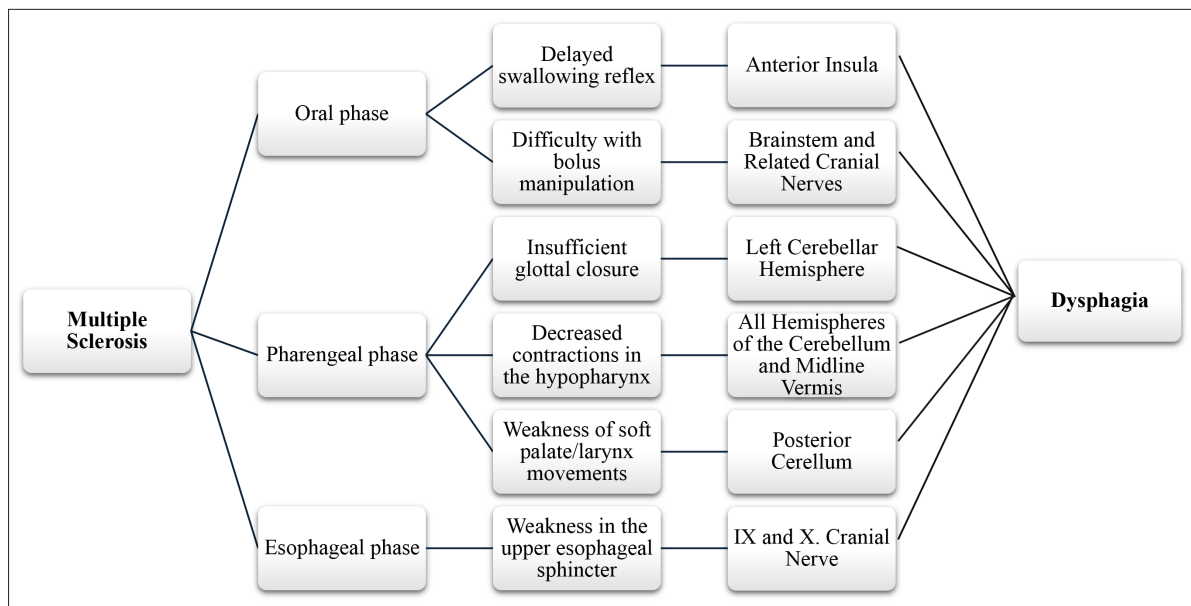 Multiple
Sclerosis
Oral phase
Pharengeal phase
Esophageal phase
Delayed
swallowing reflex
Difficulty with
bolus
manipulation
Insufficient
glottal closure
Decreased
contractions in
the hypopharynx
Weakness of soft
palate/larynx
movements
Weakness in the
upper esophageal
sphincter
Anterior Insula
Brainstem and
Related Cranial
Nerves
Left Cerebellar
Hemisphere
All Hemispheres
of the Cerebellum
and Midline
Vermis
Posterior
Cerellum
IX and X. Cranial
Nerve
Dysphagia